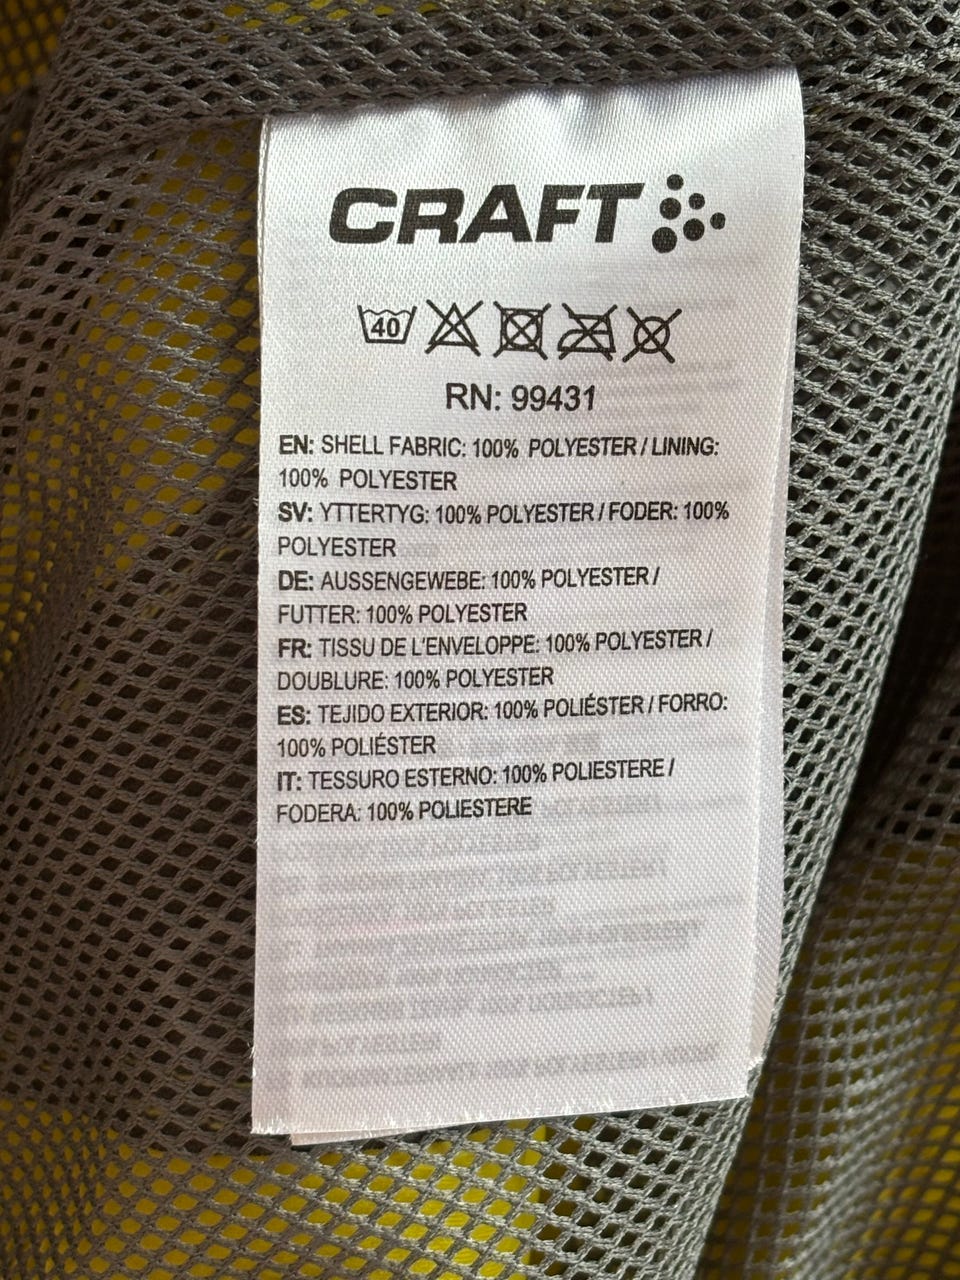 CRAFT
40
RN: 99431
EN: SHELL FABRIC: 100% POLYESTER / LINING:
100% POLYESTER
SV: YTTERTYG: 100% POLYESTER / FODER: 100%
POLYESTER
DE: AUSSENGEWEBE: 100% POLYESTER /
FUTTER: 100% POLYESTER
FR: TISSU DE L'ENVELOPPE: 100% POLYESTER /
DOUBLURE: 100% POLYESTER
ES: TEJIDO EXTERIOR: 100% POLIÉSTER / FORRO:
100% POLIÉSTER
IT: TESSURO ESTERNO: 100% POLIESTERE /
FODERA: 100% POLIESTERE